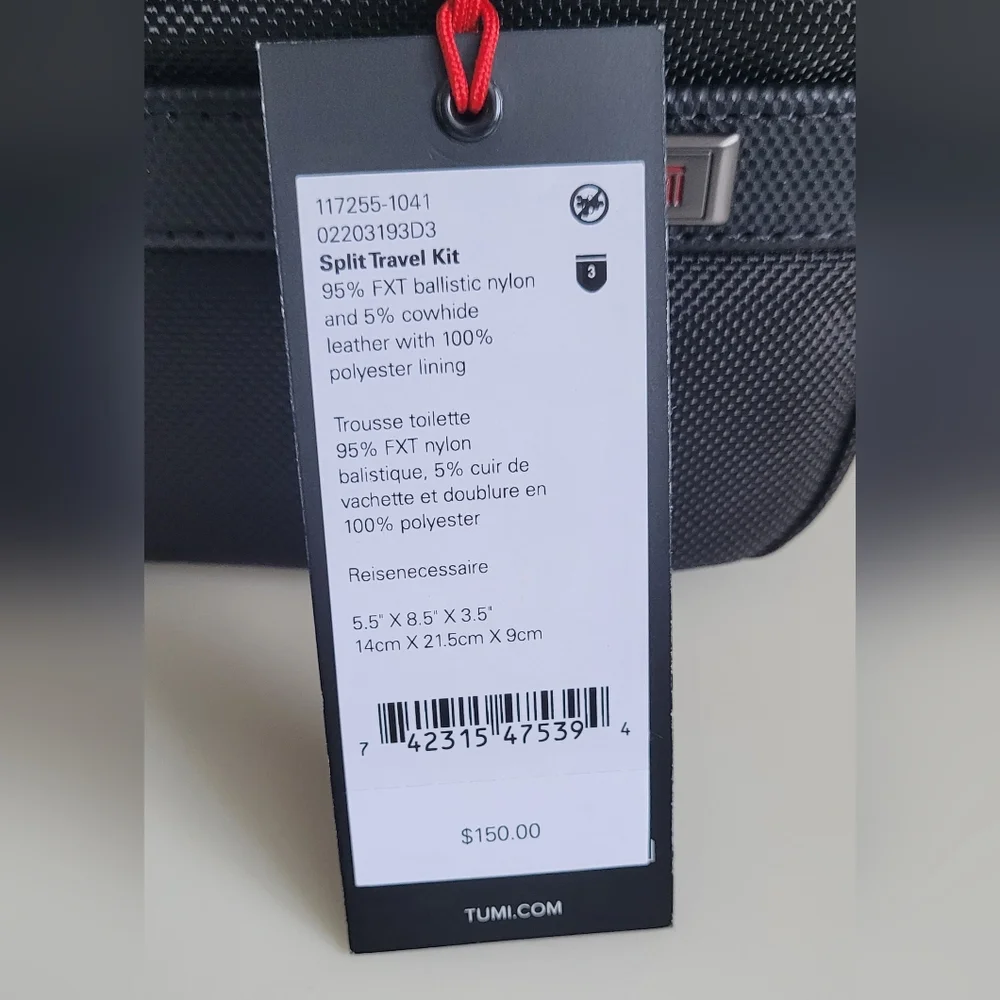 117255-1041
02203193D3
Split Travel Kit
95% FXT ballistic nylon
and 5% cowhide
leather with 100%
polyester lining
Trousse toilette
95% FXT nylon
balistique, 5% cuir de
vachette et doublure en
100% polyester
Reisenecessaire
5.5" X 8.5" X 3.5"
14cm X 21.5cm X 9cm
7 42315 47539 4
$150.00
TUMI.COM
3